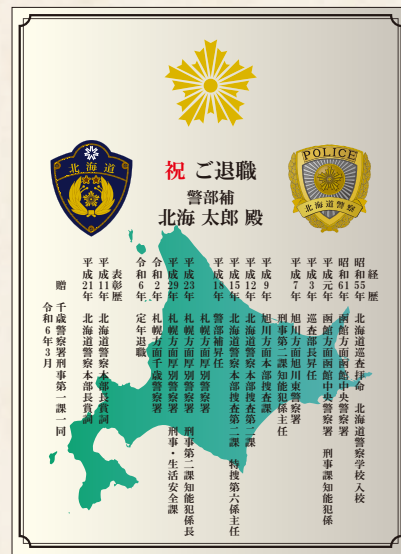 北海道
POLICE
北海道警察
祝 ご退職
警部補
北海 太郎 殿
経歴
昭和55年 北海道巡査拝命 北海道警察学校入校
昭和61年 函館方面函館中央警察署
平成元年 函館方面函館中央警察署 刑事課知能犯係
平成3年 巡査部長昇任
平成7年 旭川方面旭川東警察署
刑事第二課知能犯係主任
平成9年 旭川方面本部捜査課
平成12年 北海道警察本部捜査第二課
平成15年 北海道警察本部捜査第二課 特捜第六係主任
平成18年 警部補昇任
札幌方面厚別警察署
平成23年 札幌方面厚別警察署 刑事第二課知能犯係長
平成29年 札幌方面厚別警察署 刑事・生活安全課
令和2年 札幌方面千歳警察署
令和6年 定年退職
表彰歴
平成11年 北海道警察本部長賞詞
平成21年 北海道警察本部長賞詞
贈 千歳警察署刑事第一課一同
令和6年3月